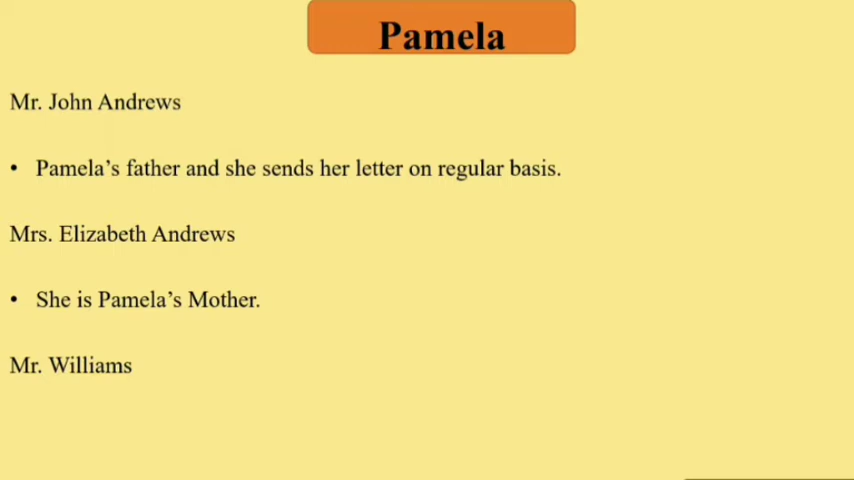 Pamela
Mr. John Andrews
• Pamela’s father and she sends her letter on regular basis.
Mrs. Elizabeth Andrews
• She is Pamela’s Mother.
Mr. Williams